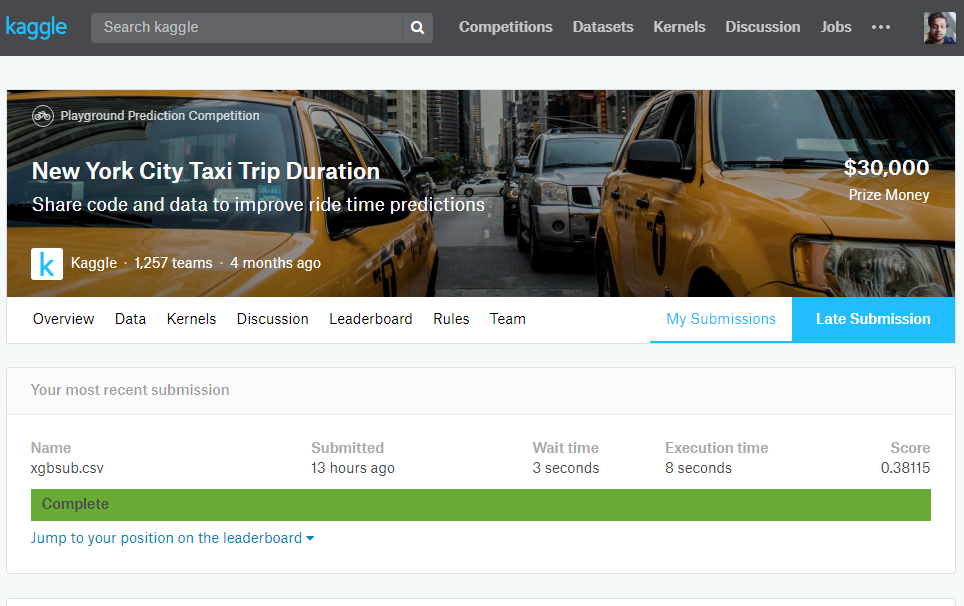 kaggle Search kaggle Competitions Datasets Kernels Discussion Jobs
Playground Prediction Competition
New York City Taxi Trip Duration
$30,000
Share code and data to improve ride time predictions
Prize Money
k Kaggle · 1,257 teams · 4 months ago
Overview Data Kernels Discussion Leaderboard Rules Team My Submissions Late Submission
Your most recent submission
Name Submitted Wait time Execution time Score
xgbsub.csv 13 hours ago 3 seconds 8 seconds 0.38115
Complete
Jump to your position on the leaderboard